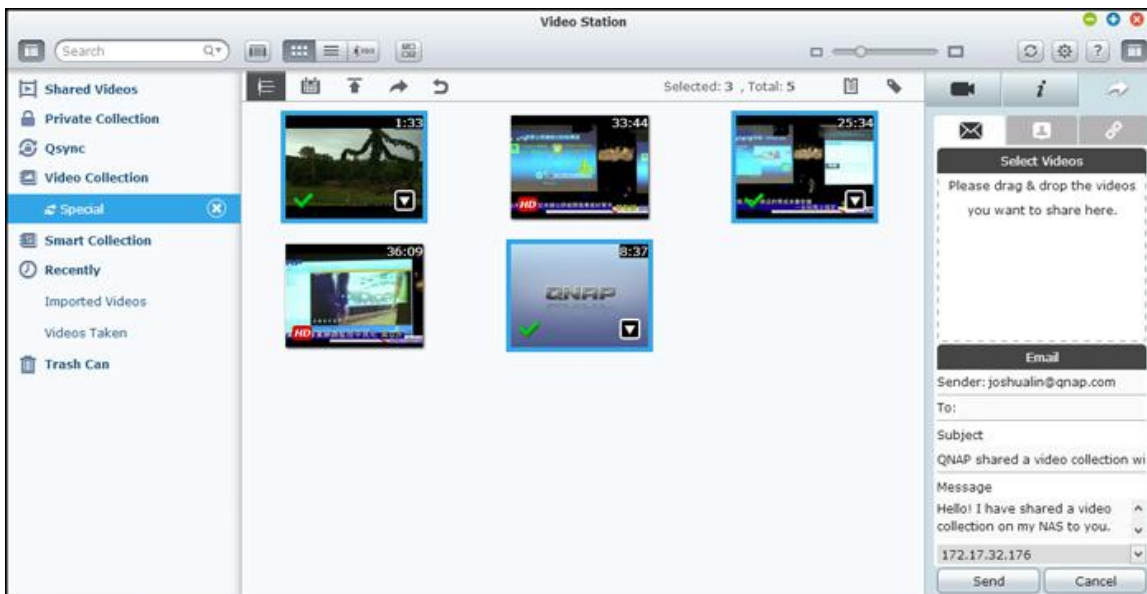 Video Station
Search
360
?
Shared Videos
Private Collection
Qsync
Video Collection
Special
Smart Collection
Recently
Imported Videos
Videos Taken
Trash Can
Selected: 3 , Total: 5
1:33
33:44
HD
25:34
36:09
HD
8:37
QNAP
i
Select Videos
Please drag & drop the videos
you want to share here.
Email
Sender: joshualin@qnap.com
To:
Subject
QNAP shared a video collection wi
Message
Hello! I have shared a video
collection on my NAS to you.
172.17.32.176
Send
Cancel